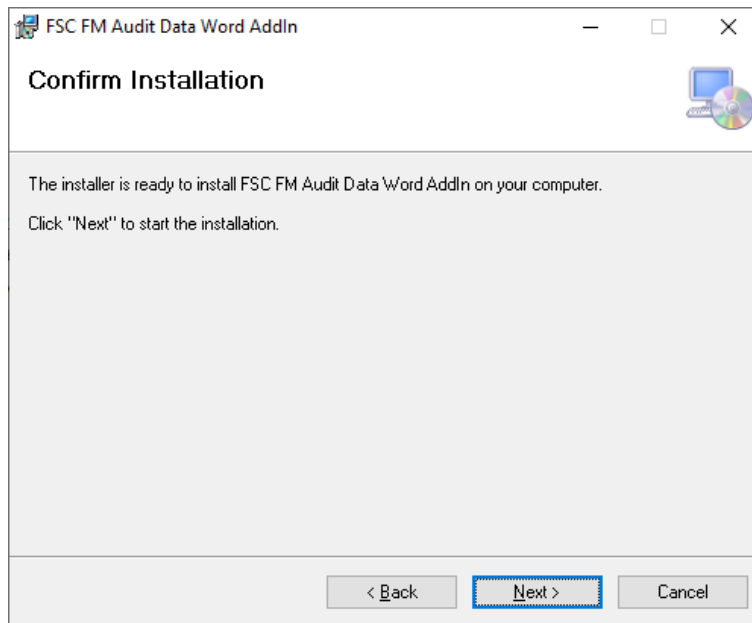 FSC FM Audit Data Word AddIn
Confirm Installation
The installer is ready to install FSC FM Audit Data Word AddIn on your computer.
Click "Next" to start the installation.
< Back
Next >
Cancel